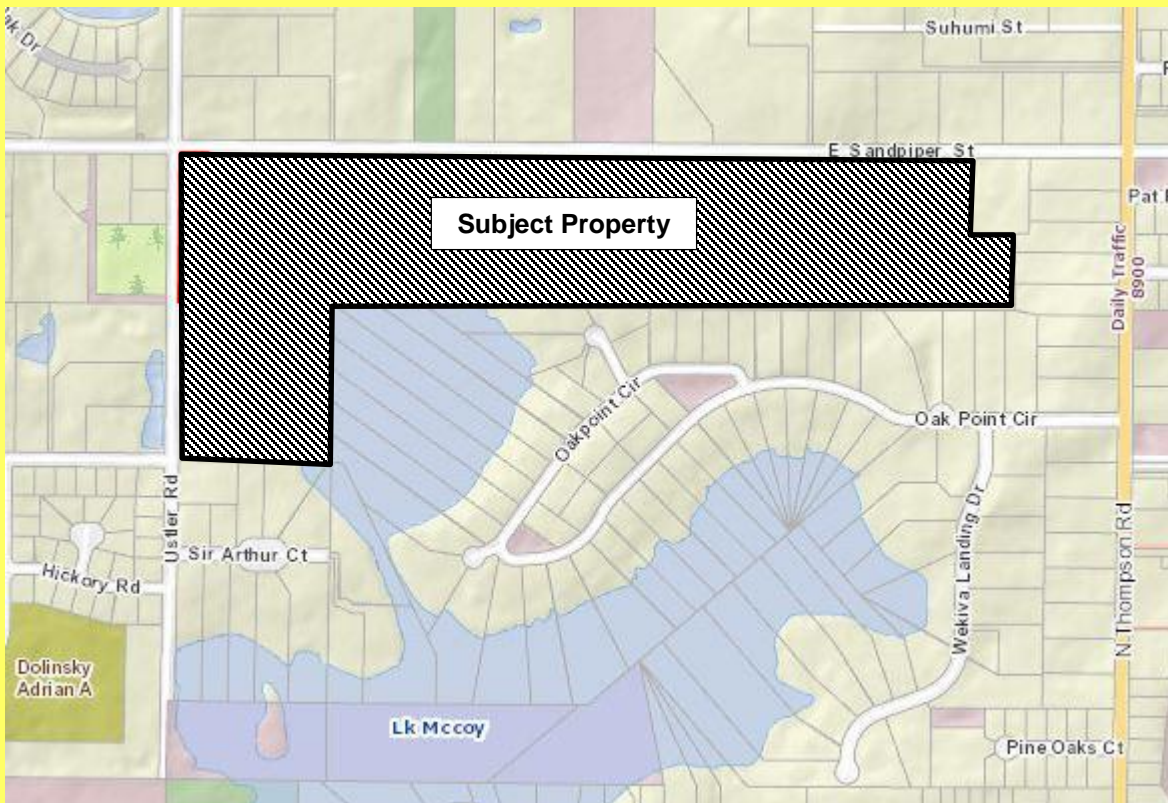 Suhumi St
E Sandpiper St
Subject Property
Daily Traffic
8900
Oakpoint Cir
Oak Point Cir
Ustler Rd
Sir Arthur Ct
Hickory Rd
Wekiva Landing Dr
N Thompson Rd
Dolinsky
Adrian A
Lk Mccoy
Pine Oaks Ct